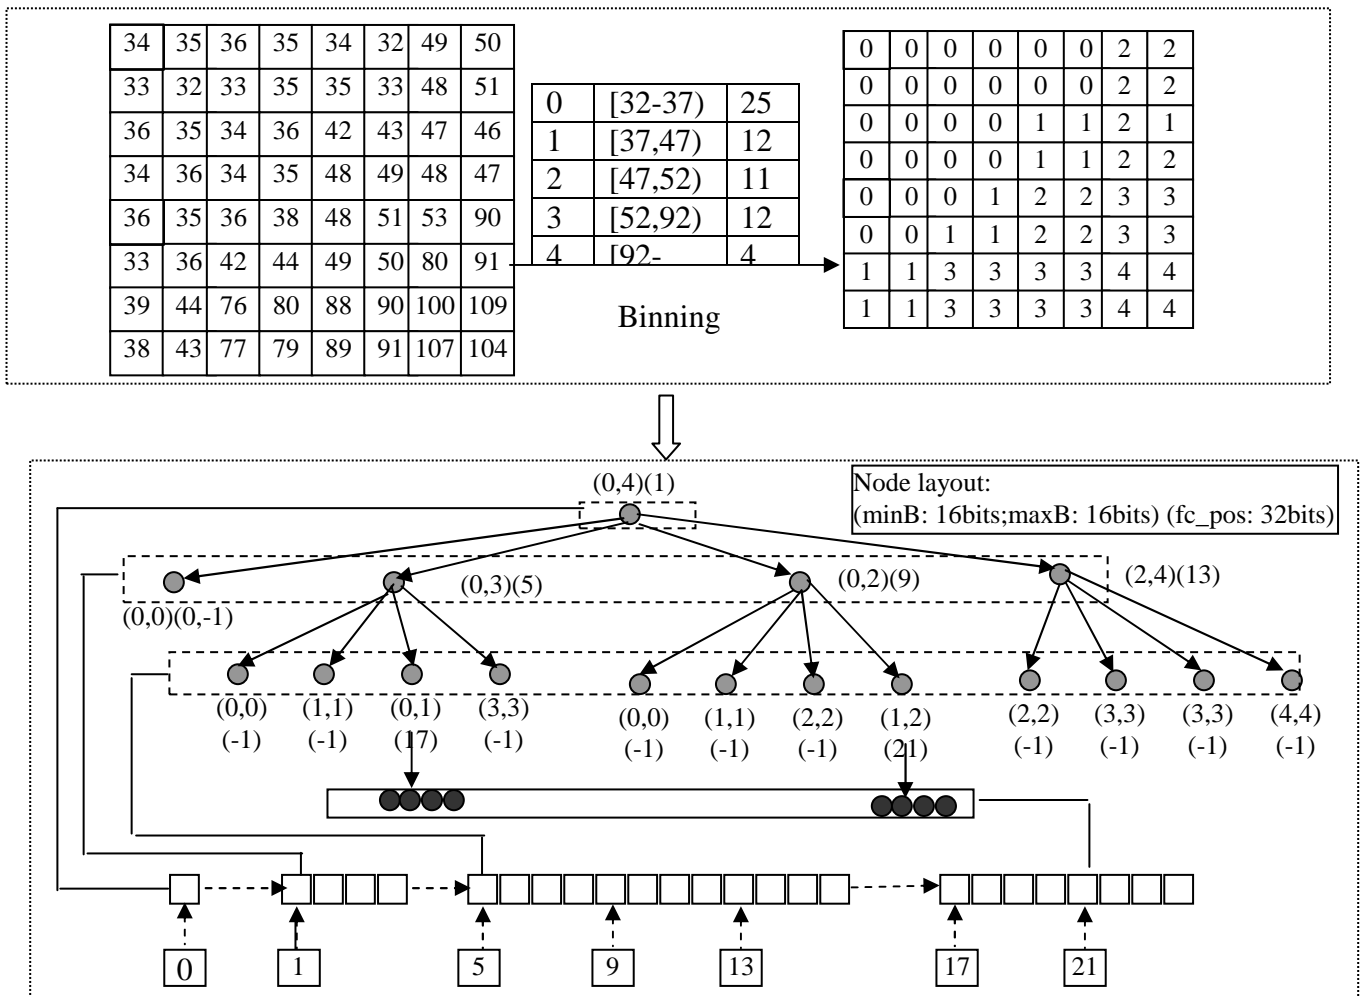 34 35 36 35 34 32 49 50
33 32 33 35 35 33 48 51
36 35 34 36 42 43 47 46
34 36 34 35 48 49 48 47
36 35 36 38 48 51 53 90
33 36 42 44 49 50 80 91
39 44 76 80 88 90 100 109
38 43 77 79 89 91 107 104
0 [32-37) 25
1 [37,47) 12
2 [47,52) 11
3 [52,92) 12
4 [92- 4
Binning
0 0 0 0 0 0 2 2
0 0 0 0 0 0 2 2
0 0 0 0 1 1 2 1
0 0 0 0 1 1 2 2
0 0 0 1 2 2 3 3
0 0 1 1 2 2 3 3
1 1 3 3 3 3 4 4
1 1 3 3 3 3 4 4
(0,4)(1)
Node layout:
(minB: 16bits;maxB: 16bits) (fc_pos: 32bits)
(0,0)(0,-1) (0,3)(5) (0,2)(9) (2,4)(13)
(0,0) (1,1) (0,1) (3,3) (0,0) (1,1) (2,2) (1,2) (2,2) (3,3) (3,3) (4,4)
(-1) (-1) (17) (-1) (-1) (-1) (-1) (21) (-1) (-1) (-1) (-1)
0 1 5 9 13 17 21